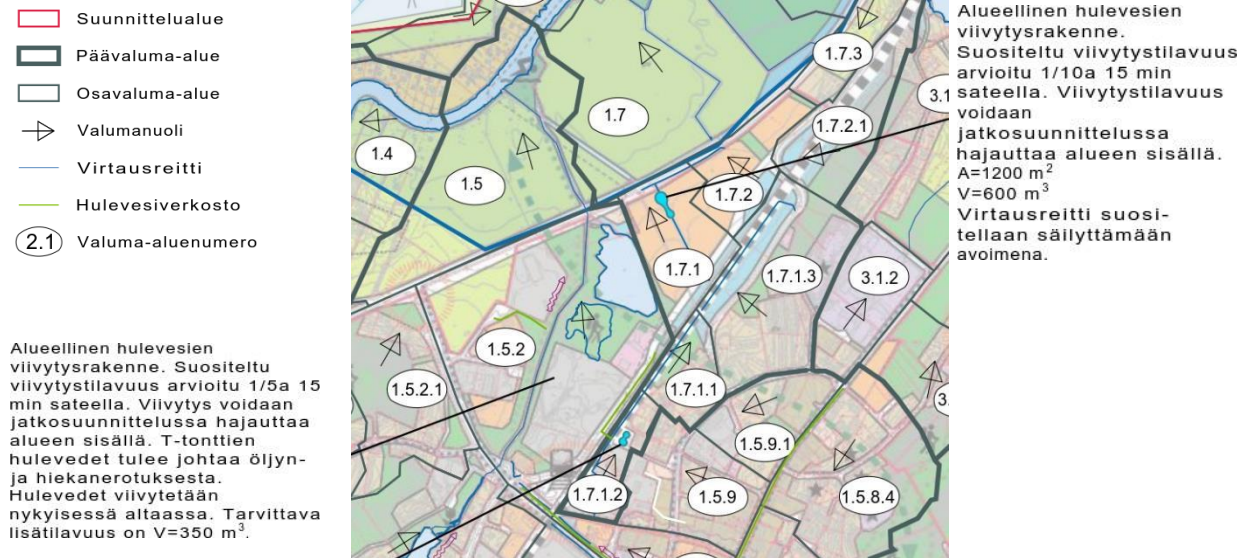 Suunnittelualue
Päävaluma-alue
Osavaluma-alue
Valumanuoli
Virtausreitti
Hulevesiverkosto
2.1 Valuma-aluenumero
Alueellinen hulevesien
viivytysrakenne. Suositeltu
viivytystilavuus arvioitu 1/5a 15
min sateella. Viivytys voidaan
jatkosuunnittelussa hajauttaa
alueen sisällä. T-tonttien
hulevedet tulee johtaa öljyn-
ja hiekanerotuksesta.
Hulevedet viivytetään
nykyisessä altaassa. Tarvittava
lisätilavuus on V=350 m³.
1.7.3
3.1
1.7
1.7.2.1
1.4
1.5
1.7.2
1.7.1
1.7.1.3
3.1.2
1.5.2
1.5.2.1
1.7.1.1
3.
1.5.9.1
1.7.1.2
1.5.9
1.5.8.4
Alueellinen hulevesien
viivytysrakenne.
Suositeltu viivytystilavuus
arvioitu 1/10a 15 min
sateella. Viivytystilavuus
voidaan
jatkosuunnittelussa
hajauttaa alueen sisällä.
A=1200 m²
V=600 m³
Virtausreitti suosi-
tellaan säilyttämään
avoimena.